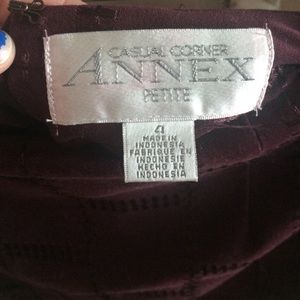 CASUAL CORNER
ANNEX
PETITE
4
MADE IN
INDONESIA
FABRIQUE EN
INDONESIE
HECHO EN
INDONESIA